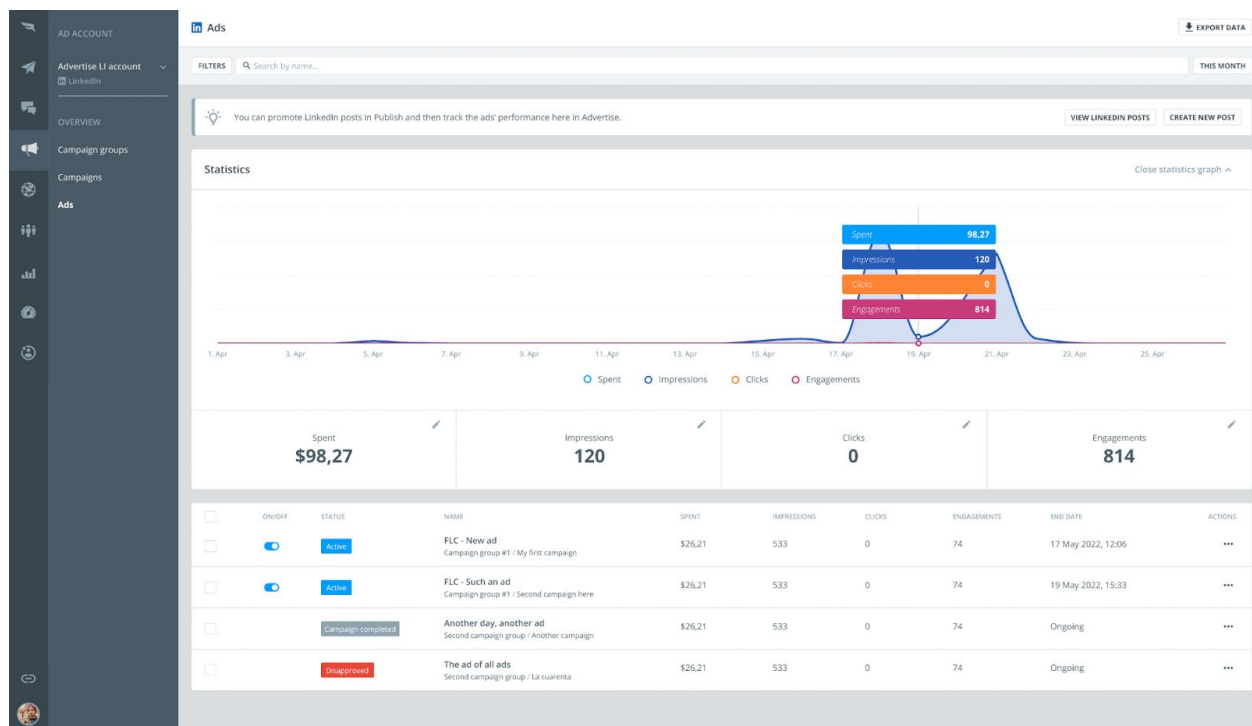 AD ACCOUNT
Advertise LI account
LinkedIn
OVERVIEW
Campaign groups
Campaigns
Ads
in Ads
EXPORT DATA
FILTERS
Search by name...
THIS MONTH
You can promote LinkedIn posts in Publish and then track the ads' performance here in Advertise.
VIEW LINKEDIN POSTS
CREATE NEW POST
Statistics
Close statistics graph
Spent 98,27
Impressions 120
Clicks 0
Engagements 814
1. Apr 3. Apr 5. Apr 7. Apr 9. Apr 11. Apr 13. Apr 15. Apr 17. Apr 19. Apr 21. Apr 23. Apr 25. Apr
Spent Impressions Clicks Engagements
Spent Impressions Clicks Engagements
$98,27 120 0 814
ON/OFF STATUS NAME SPENT IMPRESSIONS CLICKS ENGAGEMENTS END DATE ACTIONS
Active FLC - New ad $26,21 533 0 74 17 May 2022, 12:06
Campaign group #1 / My first campaign
Active FLC - Such an ad $26,21 533 0 74 19 May 2022, 15:33
Campaign group #1 / Second campaign here
Campaign completed Another day, another ad $26,21 533 0 74 Ongoing
Second campaign group / Another campaign
Disapproved The ad of all ads $26,21 533 0 74 Ongoing
Second campaign group / La cuarenta